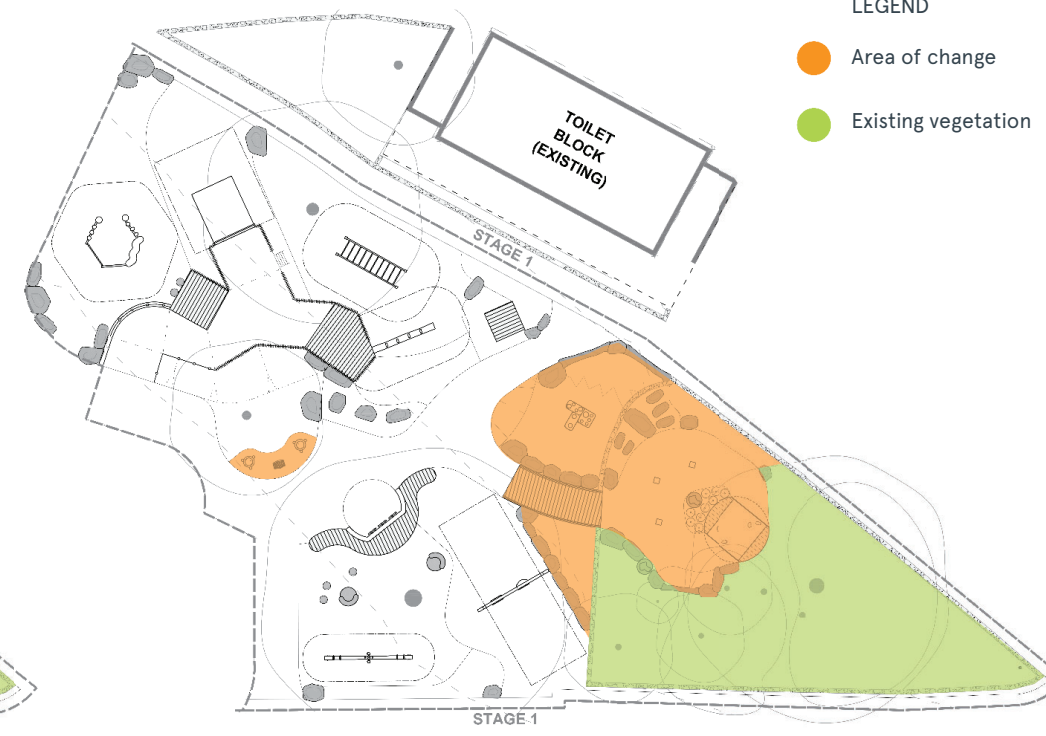 LEGEND
Area of change
Existing vegetation
TOILET
BLOCK
(EXISTING)
STAGE 1
STAGE 1